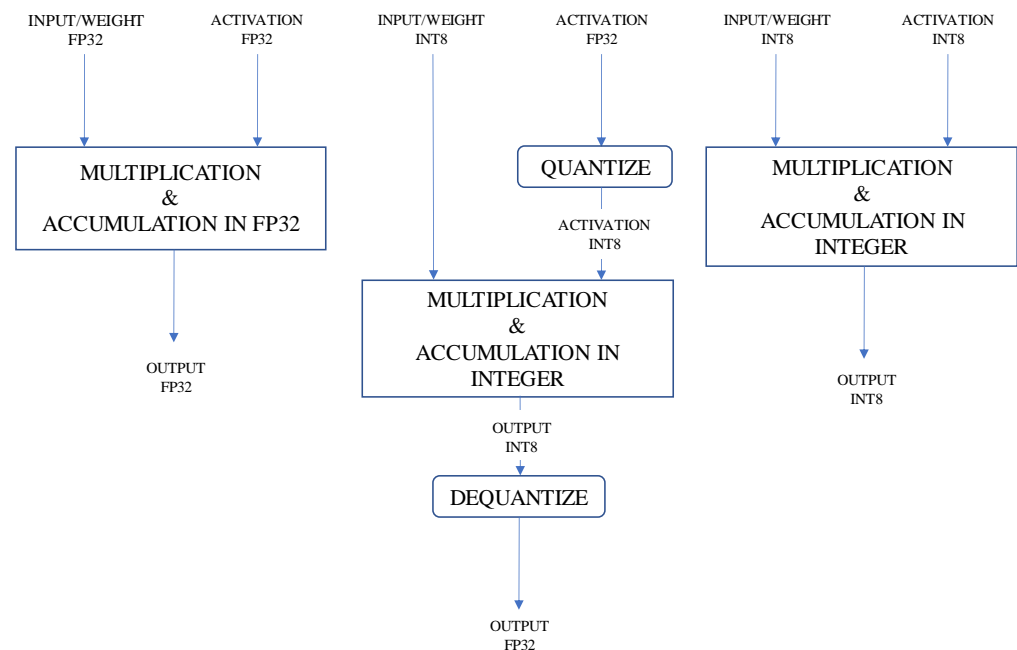 INPUT/WEIGHT
FP32
ACTIVATION
FP32
MULTIPLICATION
&
ACCUMULATION IN FP32
OUTPUT
FP32
INPUT/WEIGHT
INT8
ACTIVATION
FP32
QUANTIZE
ACTIVATION
INT8
MULTIPLICATION
&
ACCUMULATION IN
INTEGER
OUTPUT
INT8
DEQUANTIZE
OUTPUT
FP32
INPUT/WEIGHT
INT8
ACTIVATION
INT8
MULTIPLICATION
&
ACCUMULATION IN
INTEGER
OUTPUT
INT8